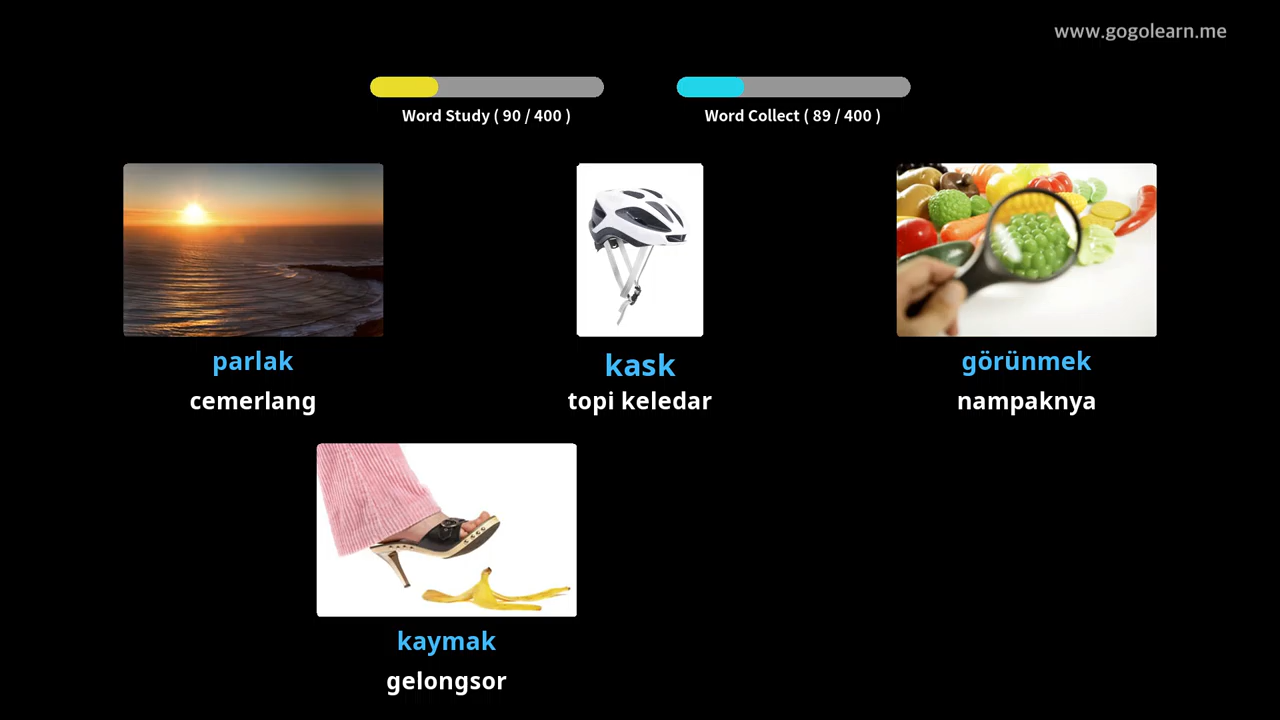 www.gogolearn.me
Word Study ( 90 / 400 )
Word Collect ( 89 / 400 )
parlak
cemerlang
kask
topi keledar
görünmek
nampaknya
kaymak
gelongsor